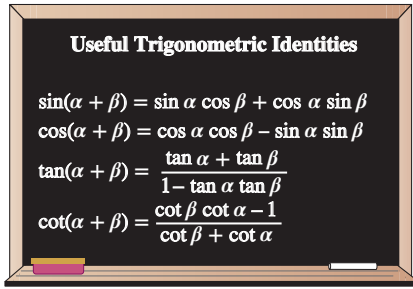 Useful Trigonometric Identities
sin(α + β) = sin α cos β + cos α sin β
cos(α + β) = cos α cos β – sin α sin β
tan(α + β) = (tan α + tan β) / (1– tan α tan β)
cot(α + β) = (cot β cot α – 1) / (cot β + cot α)